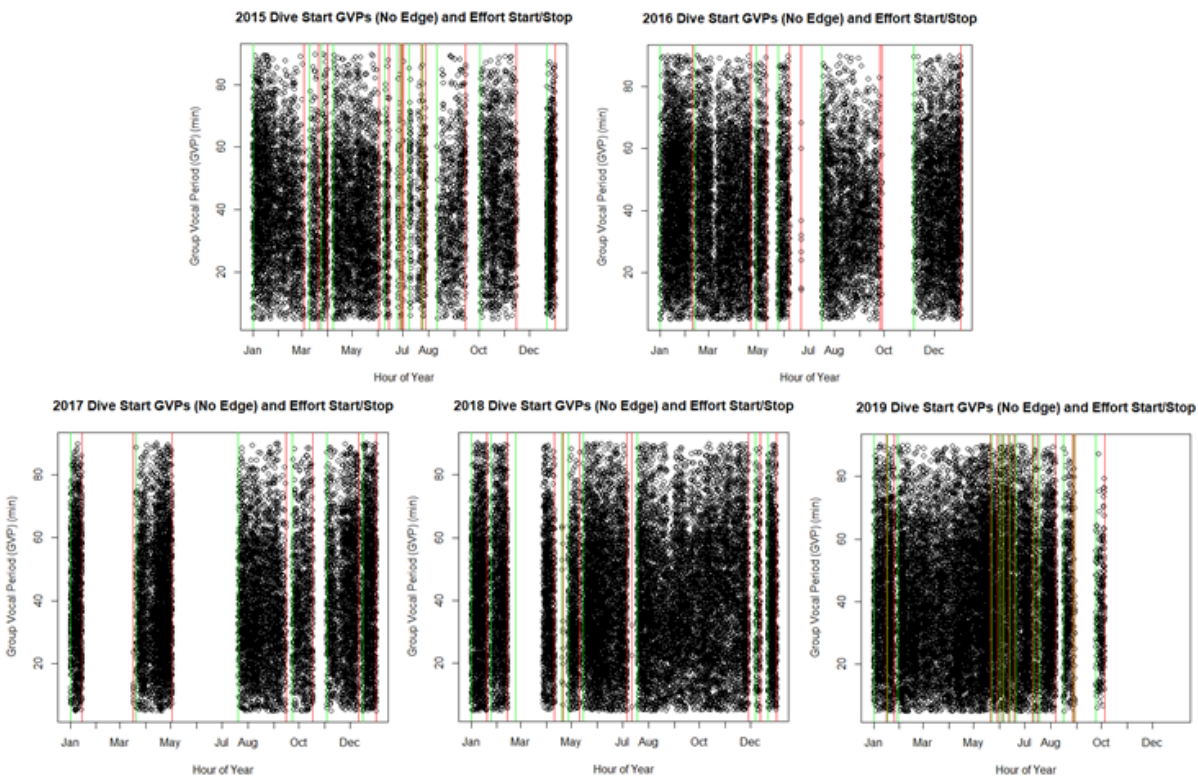 2015 Dive Start GVPs (No Edge) and Effort Start/Stop
Group Vocal Period (GVP) (min)
80
60
40
20
Jan Mar May Jul Aug Oct Dec
Hour of Year
2016 Dive Start GVPs (No Edge) and Effort Start/Stop
Group Vocal Period (GVP) (min)
80
60
40
20
Jan Mar May Jul Aug Oct Dec
Hour of Year
2017 Dive Start GVPs (No Edge) and Effort Start/Stop
Group Vocal Period (GVP) (min)
80
60
40
20
Jan Mar May Jul Aug Oct Dec
Hour of Year
2018 Dive Start GVPs (No Edge) and Effort Start/Stop
Group Vocal Period (GVP) (min)
80
60
40
20
Jan Mar May Jul Aug Oct Dec
Hour of Year
2019 Dive Start GVPs (No Edge) and Effort Start/Stop
Group Vocal Period (GVP) (min)
80
60
40
20
Jan Mar May Jul Aug Oct Dec
Hour of Year